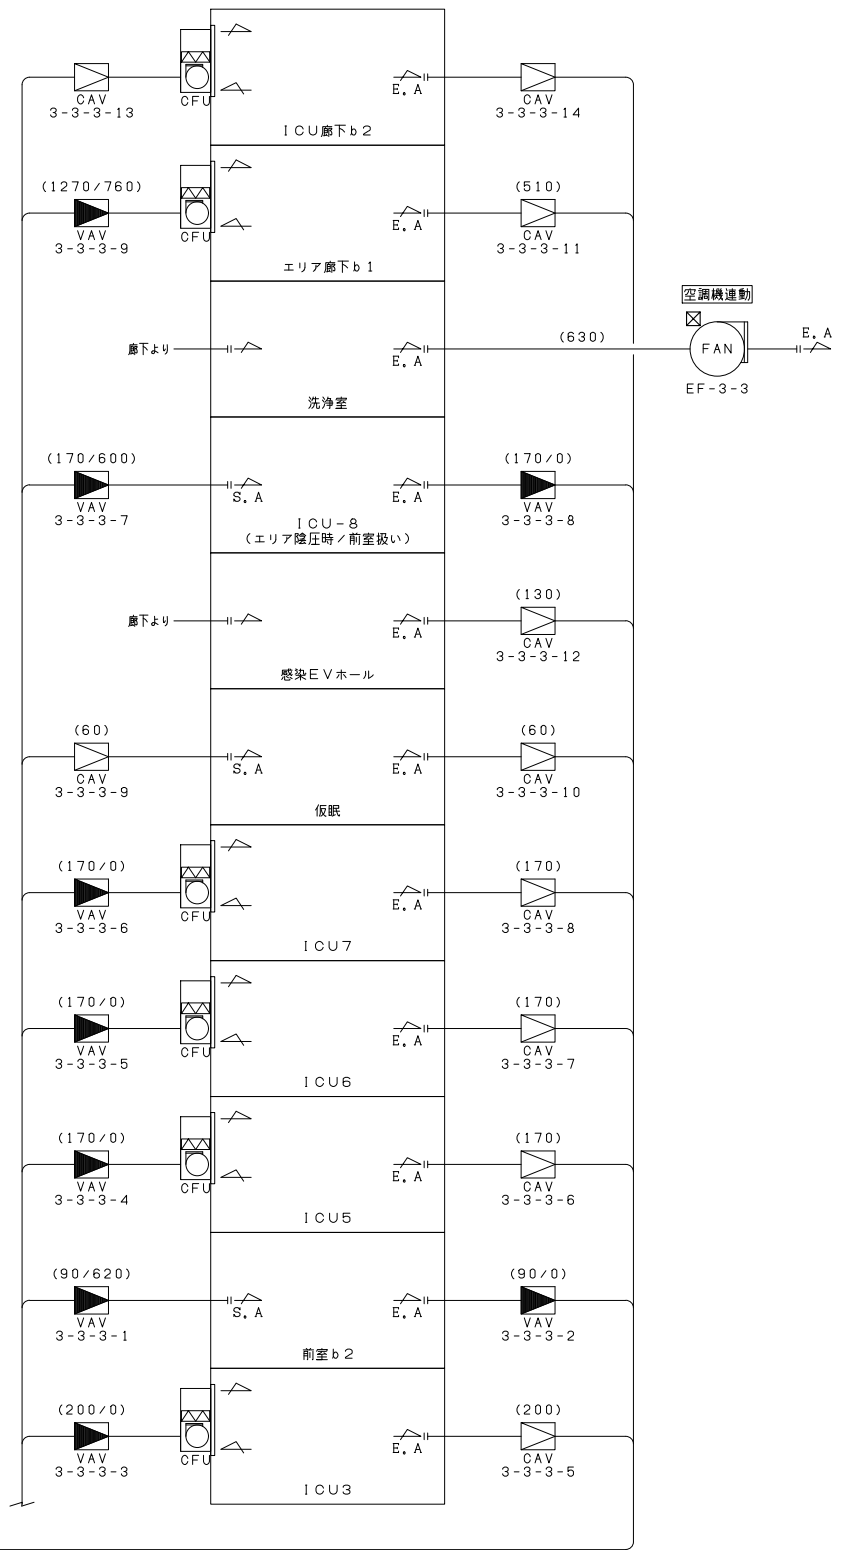 CAV
3-3-3-13
CFU
E.A
CAV
3-3-3-14
ICU廊下b2
(1270/760)
VAV
3-3-3-9
CFU
E.A
(510)
CAV
3-3-3-11
エリア廊下b1
空調機連動
廊下より
E.A
(630)
FAN
EF-3-3
E.A
洗浄室
(170/600)
VAV
3-3-3-7
S.A
E.A
(170/0)
VAV
3-3-3-8
ICU-8
(エリア陰圧時/前室扱い)
廊下より
E.A
(130)
CAV
3-3-3-12
感染EVホール
(60)
CAV
3-3-3-9
S.A
E.A
(60)
CAV
3-3-3-10
仮眠
(170/0)
VAV
3-3-3-6
CFU
E.A
(170)
CAV
3-3-3-8
ICU7
(170/0)
VAV
3-3-3-5
CFU
E.A
(170)
CAV
3-3-3-7
ICU6
(170/0)
VAV
3-3-3-4
CFU
E.A
(170)
CAV
3-3-3-6
ICU5
(90/620)
VAV
3-3-3-1
S.A
E.A
(90/0)
VAV
3-3-3-2
前室b2
(200/0)
VAV
3-3-3-3
CFU
E.A
(200)
CAV
3-3-3-5
ICU3